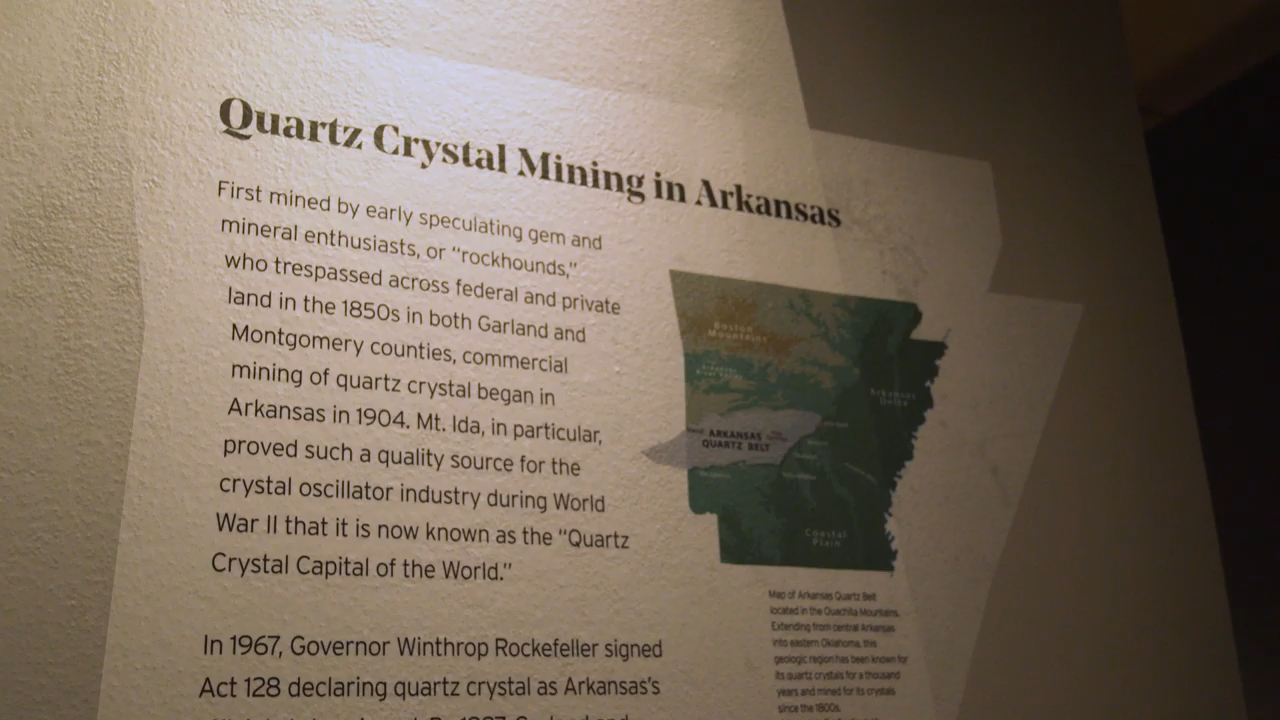 Quartz Crystal Mining in Arkansas
First mined by early speculating gem and
mineral enthusiasts, or “rockhounds,”
who trespassed across federal and private
land in the 1850s in both Garland and
Montgomery counties, commercial
mining of quartz crystal began in
Arkansas in 1904. Mt. Ida, in particular,
proved such a quality source for the
crystal oscillator industry during World
War II that it is now known as the “Quartz
Crystal Capital of the World.”
In 1967, Governor Winthrop Rockefeller signed
Act 128 declaring quartz crystal as Arkansas’s
Boston
Mountains
Arkansas
River Valley
Arkansas
Delta
ARKANSAS
QUARTZ BELT
Coastal
Plain
Map of Arkansas Quartz Belt
located in the Ouachita Mountains.
Extending from central Arkansas
into eastern Oklahoma, this
geologic region has been known for
its quartz crystals for a thousand
years and mined for its crystals
since the 1800s.